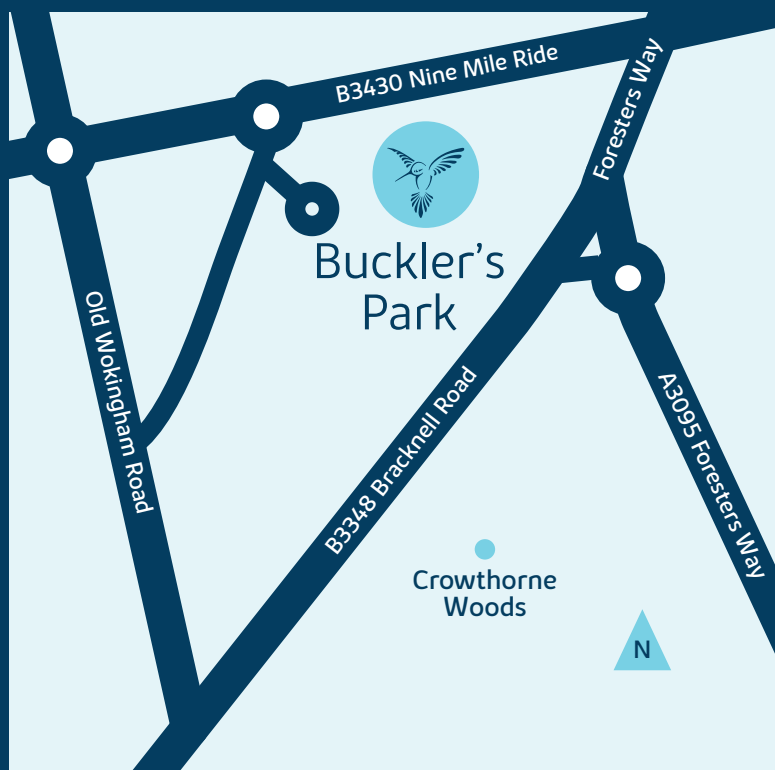 B3430 Nine Mile Ride
Foresters Way
Buckler's
Park
Old Wokingham Road
B3348 Bracknell Road
A3095 Foresters Way
Crowthorne
Woods
N